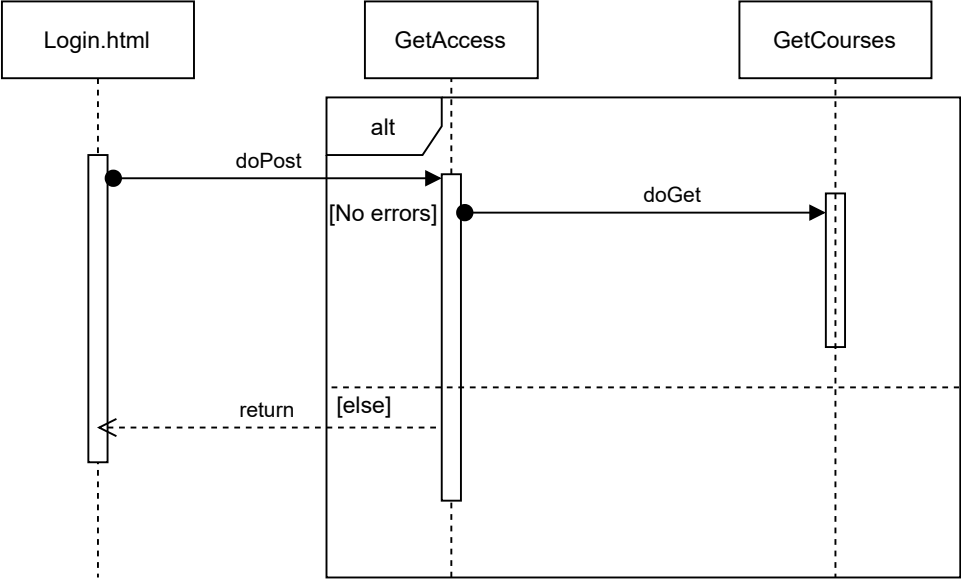 Login.html
GetAccess
GetCourses
alt
doPost
doGet
[No errors]
[else]
return